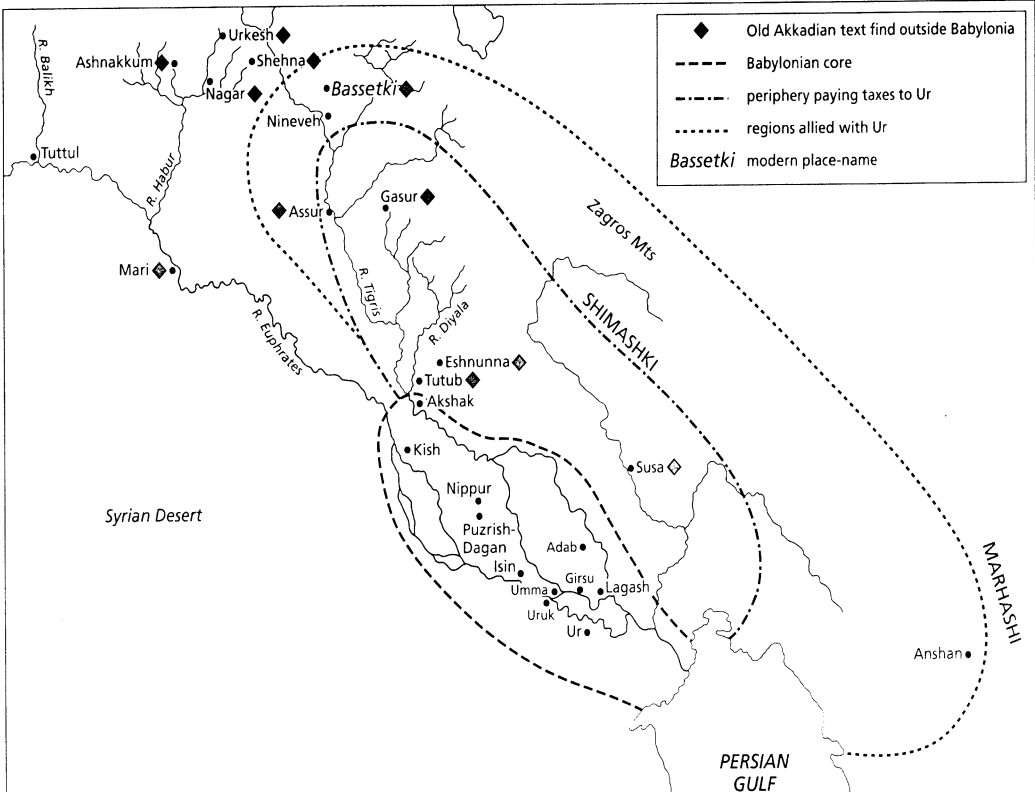 Old Akkadian text find outside Babylonia
Babylonian core
periphery paying taxes to Ur
regions allied with Ur
Bassetki modern place-name
R. Balikh
Urkesh
Ashnakkum
Shehna
Nagar
Bassetki
Nineveh
Tuttul
R. Habur
Zagros Mts
Gasur
Assur
Mari
R. Tigris
SHIMASHKI
R. Euphrates
R. Diyala
Eshnunna
Tutub
Akshak
Kish
Susa
Nippur
Syrian Desert
Puzrish-
Dagan
Adab
Isin
Girsu
Umma
Lagash
Uruk
Ur
MARHASHI
Anshan
PERSIAN
GULF